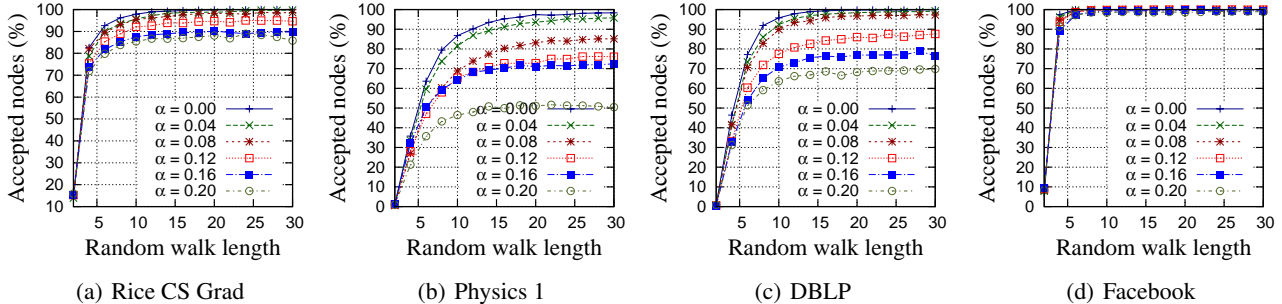 Accepted nodes (%)
100
90
80
70
60
50
40
30
20
10
α = 0.00
α = 0.04
α = 0.08
α = 0.12
α = 0.16
α = 0.20
5 10 15 20 25 30
Random walk length
(a) Rice CS Grad
Accepted nodes (%)
100
90
80
70
60
50
40
30
20
10
0
α = 0.00
α = 0.04
α = 0.08
α = 0.12
α = 0.16
α = 0.20
5 10 15 20 25 30
Random walk length
(b) Physics 1
Accepted nodes (%)
100
90
80
70
60
50
40
30
20
10
0
α = 0.00
α = 0.04
α = 0.08
α = 0.12
α = 0.16
α = 0.20
5 10 15 20 25 30
Random walk length
(c) DBLP
Accepted nodes (%)
100
90
80
70
60
50
40
30
20
10
0
α = 0.00
α = 0.04
α = 0.08
α = 0.12
α = 0.16
α = 0.20
5 10 15 20 25 30
Random walk length
(d) Facebook